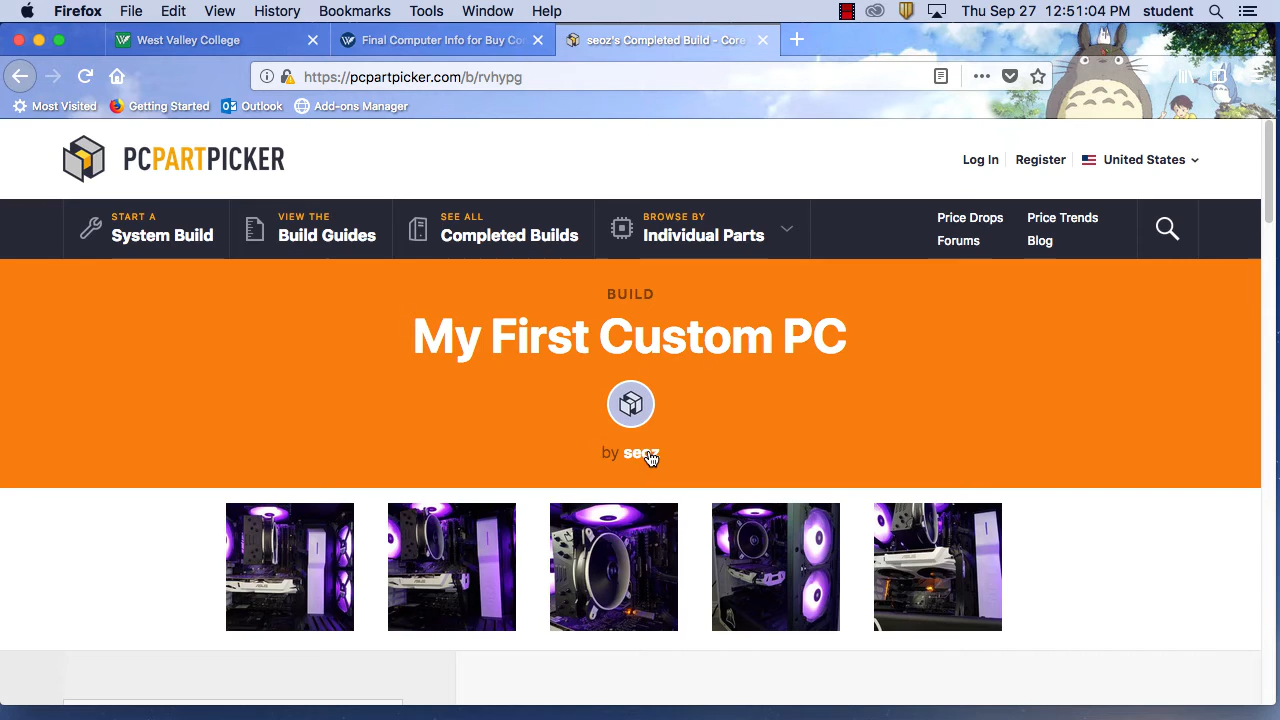 Firefox File Edit View History Bookmarks Tools Window Help Thu Sep 27 12:51:04 PM student
West Valley College Final Computer Info for Buy Co seoz's Completed Build - Core
https://pcpartpicker.com/b/rvhypg
Most Visited Getting Started Outlook Add-ons Manager
PCPARTPICKER
Log In Register United States
START A
System Build
VIEW THE
Build Guides
SEE ALL
Completed Builds
BROWSE BY
Individual Parts
Price Drops Price Trends
Forums Blog
BUILD
My First Custom PC
by seoz